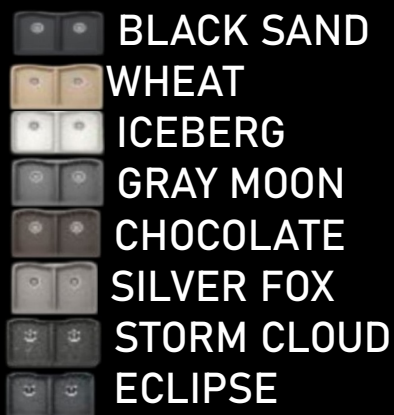 BLACK SAND
WHEAT
ICEBERG
GRAY MOON
CHOCOLATE
SILVER FOX
STORM CLOUD
ECLIPSE